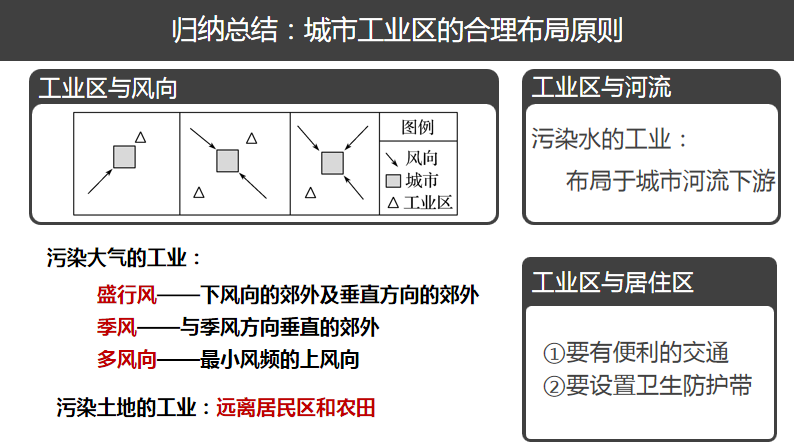 归纳总结：城市工业区的合理布局原则
工业区与风向
图例
风向
城市
工业区
污染大气的工业：
盛行风——下风向的郊外及垂直方向的郊外
季风——与季风方向垂直的郊外
多风向——最小风频的上风向
污染土地的工业：远离居民区和农田
工业区与河流
污染水的工业：
布局于城市河流下游
工业区与居住区
①要有便利的交通
②要设置卫生防护带